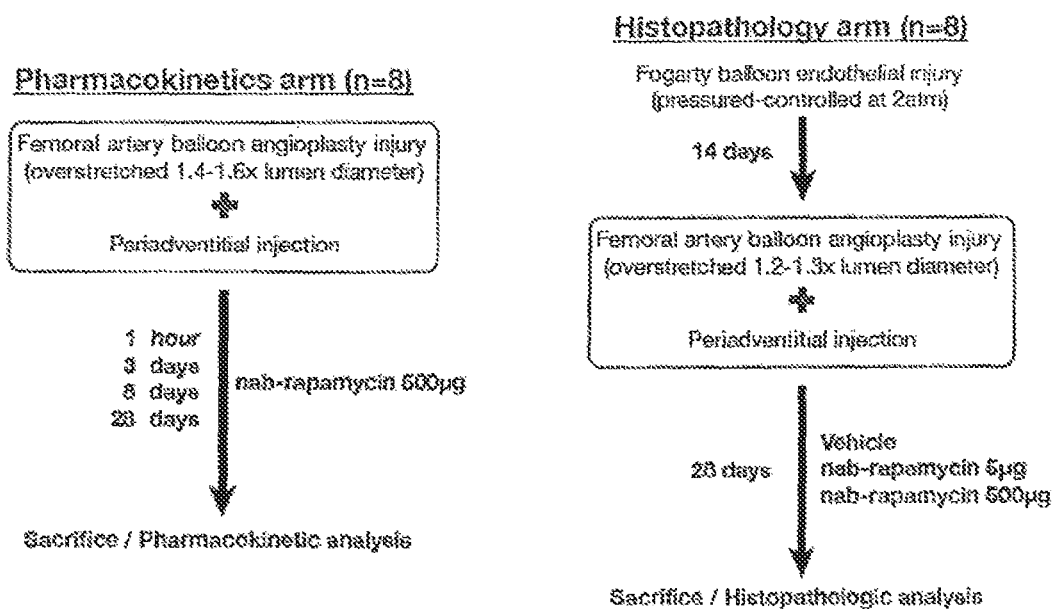 Pharmacokinetics arm (n=8)
Femoral artery balloon angioplasty injury
(overstretched 1.4-1.6x lumen diameter)
+
Periadventitial injection
1 hour
3 days
8 days
28 days
nab-rapamycin 500µg
Sacrifice / Pharmacokinetic analysis
Histopathology arm (n=8)
Fogarty balloon endothelial injury
(pressured-controlled at 2atm)
14 days
Femoral artery balloon angioplasty injury
(overstretched 1.2-1.3x lumen diameter)
+
Periadventitial injection
28 days
Vehicle
nab-rapamycin 5µg
nab-rapamycin 500µg
Sacrifice / Histopathologic analysis